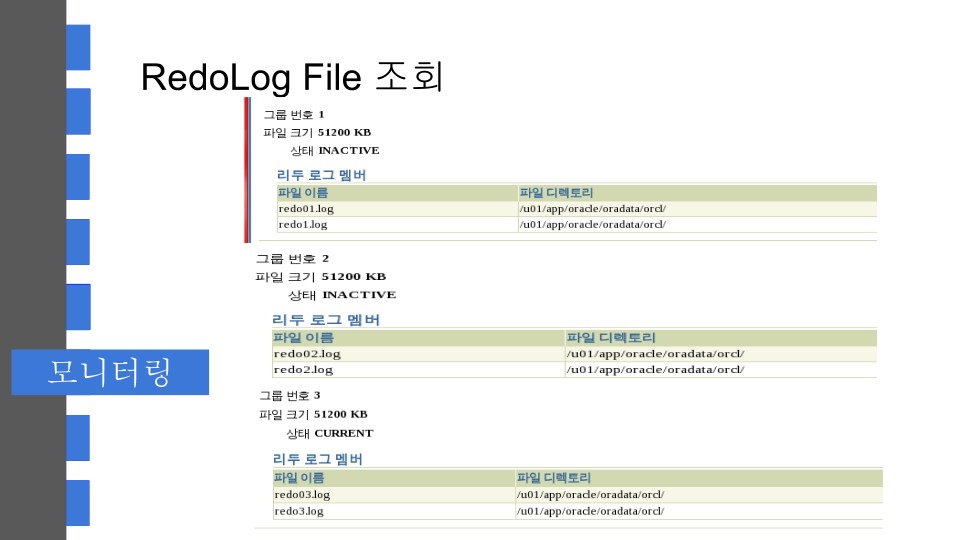 RedoLog File 조회
그룹 번호 1
파일 크기 51200 KB
상태 INACTIVE
리두 로그 멤버
파일 이름 파일 디렉토리
redo01.log /u01/app/oracle/oradata/orcl/
redo1.log /u01/app/oracle/oradata/orcl/
그룹 번호 2
파일 크기 51200 KB
상태 INACTIVE
리두 로그 멤버
파일 이름 파일 디렉토리
redo02.log /u01/app/oracle/oradata/orcl/
redo2.log /u01/app/oracle/oradata/orcl/
모니터링
그룹 번호 3
파일 크기 51200 KB
상태 CURRENT
리두 로그 멤버
파일 이름 파일 디렉토리
redo03.log /u01/app/oracle/oradata/orcl/
redo3.log /u01/app/oracle/oradata/orcl/